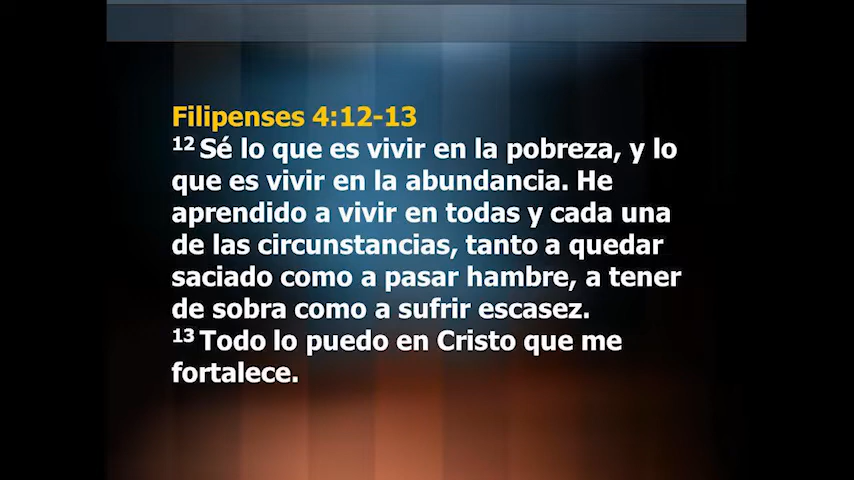 Filipenses 4:12-13
12 Sé lo que es vivir en la pobreza, y lo
que es vivir en la abundancia. He
aprendido a vivir en todas y cada una
de las circunstancias, tanto a quedar
saciado como a pasar hambre, a tener
de sobra como a sufrir escasez.
13 Todo lo puedo en Cristo que me
fortalece.